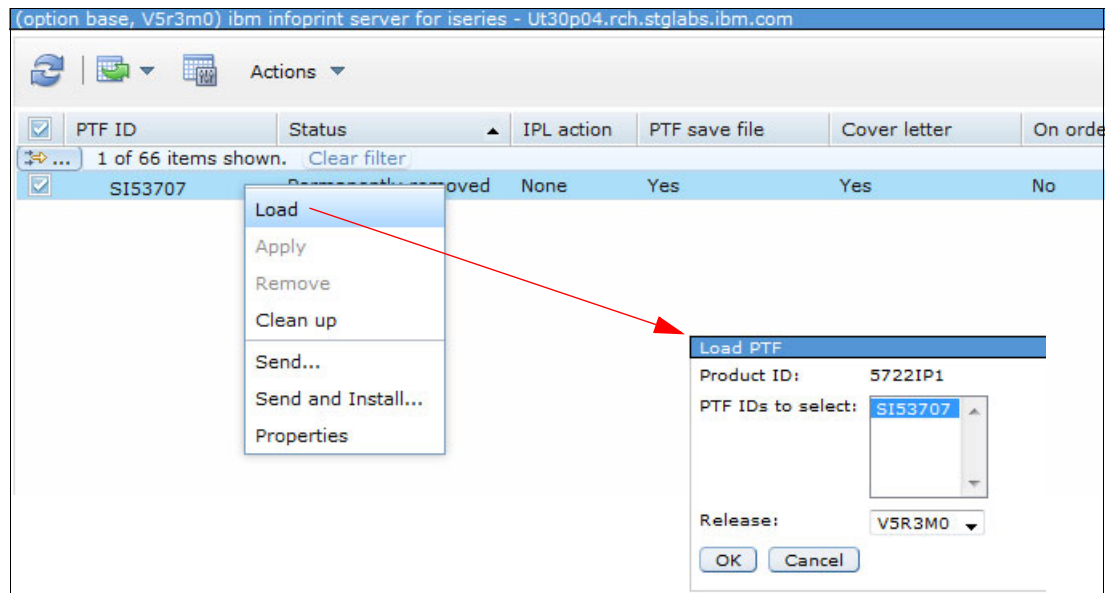 (option base, V5r3m0) ibm infoprint server for iseries - Ut30p04.rch.stglabs.ibm.com
Actions
PTF ID Status IPL action PTF save file Cover letter On orde
... 1 of 66 items shown. Clear filter
SI53707 Permanently removed None Yes Yes No
Load
Apply
Remove
Clean up
Send...
Send and Install...
Properties
Load PTF
Product ID: 5722IP1
PTF IDs to select: SI53707
Release: V5R3M0
OK Cancel